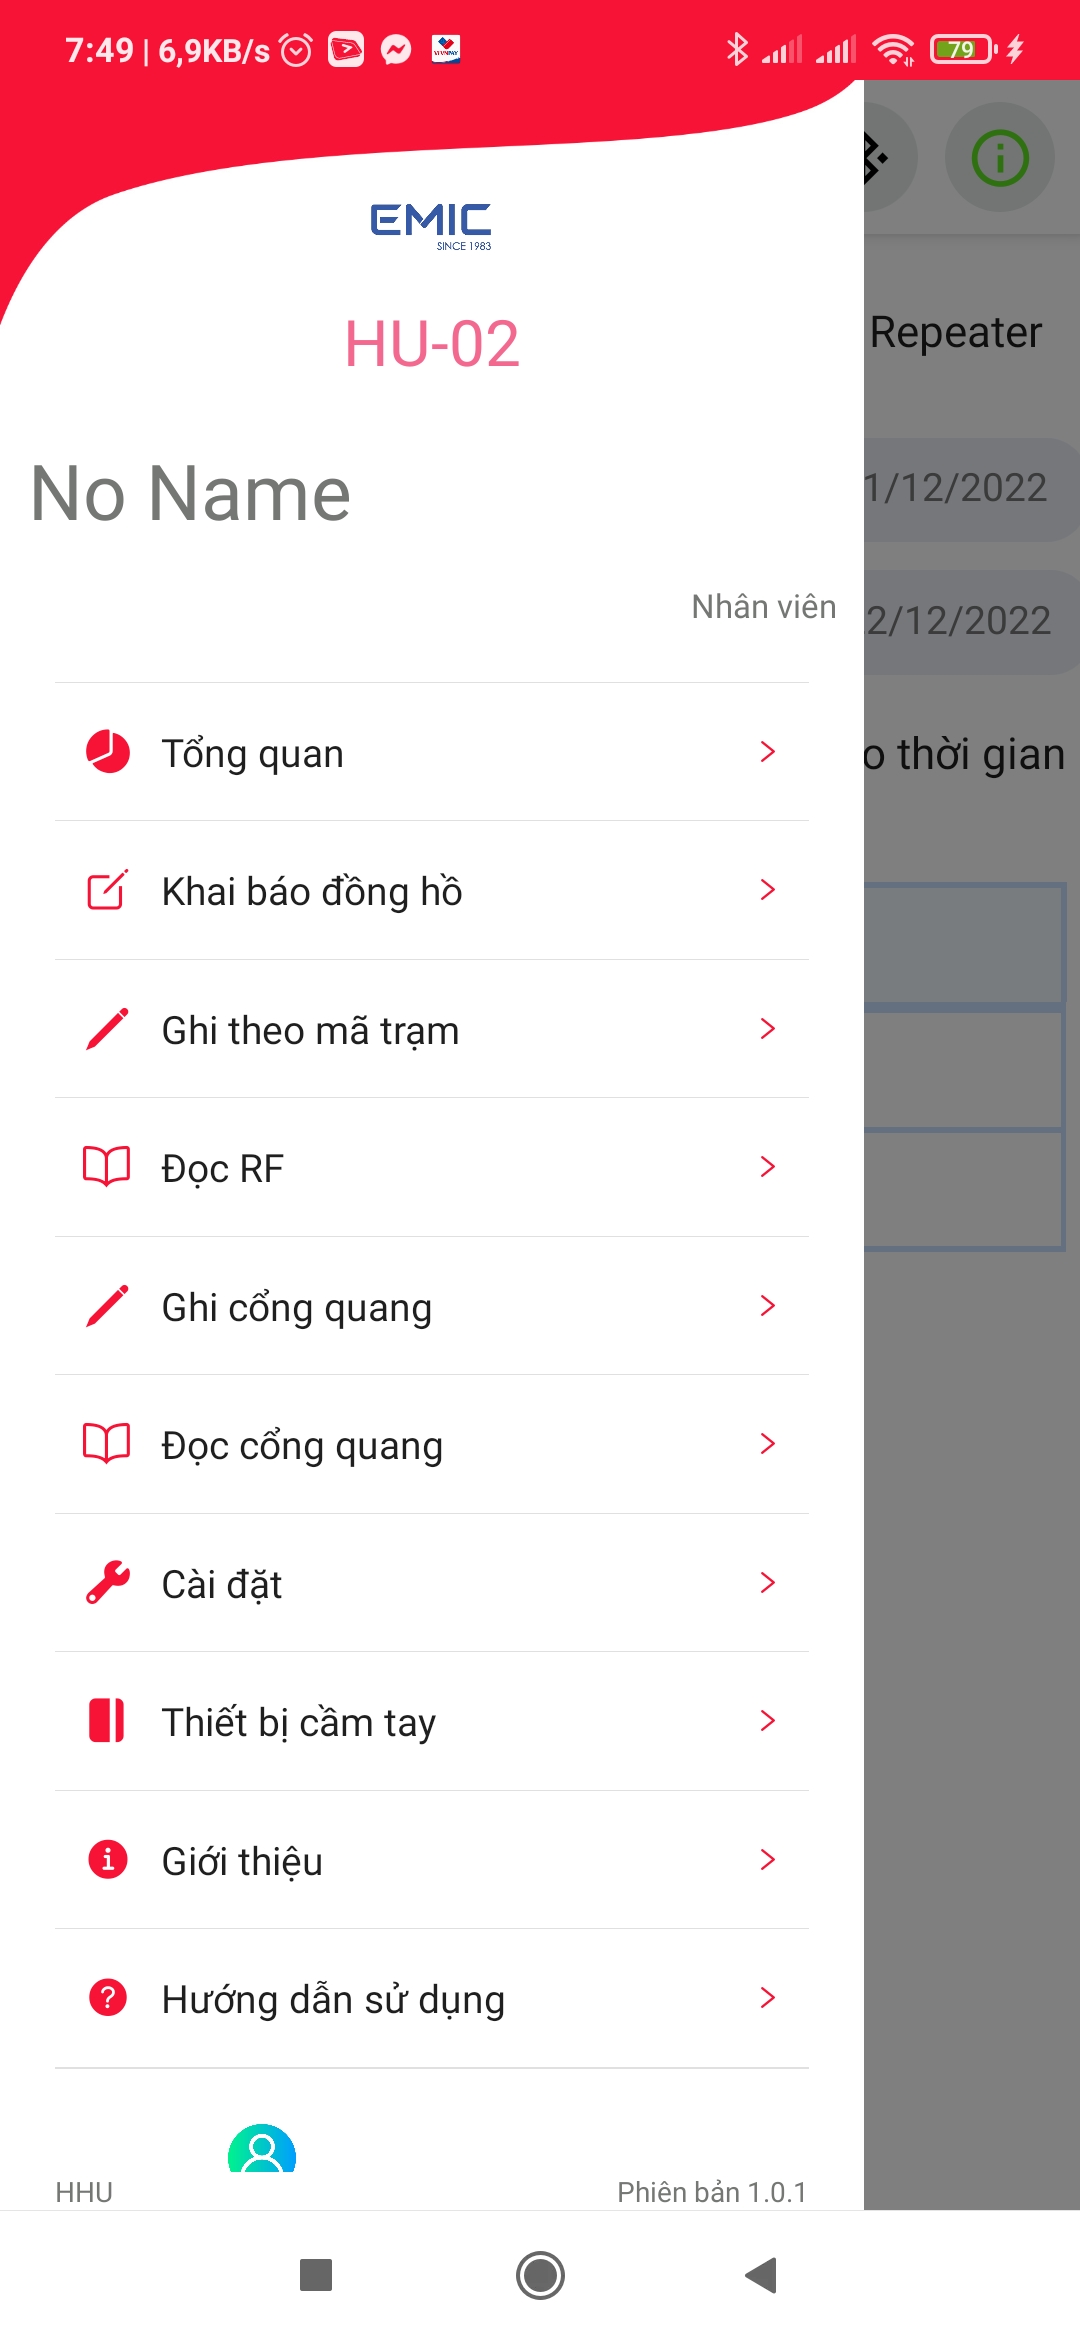 7:49 | 6,9KB/s
79
EMIC
SINCE 1983
HU-02
Repeater
No Name
1/12/2022
Nhân viên
2/12/2022
Tổng quan
o thời gian
Khai báo đồng hồ
Ghi theo mã trạm
Đọc RF
Ghi cổng quang
Đọc cổng quang
Cài đặt
Thiết bị cầm tay
Giới thiệu
Hướng dẫn sử dụng
HHU
Phiên bản 1.0.1